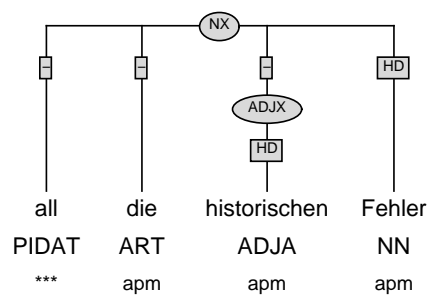 NX
– – – HD
ADJX
HD
all die historischen Fehler
PIDAT ART ADJA NN
*** apm apm apm